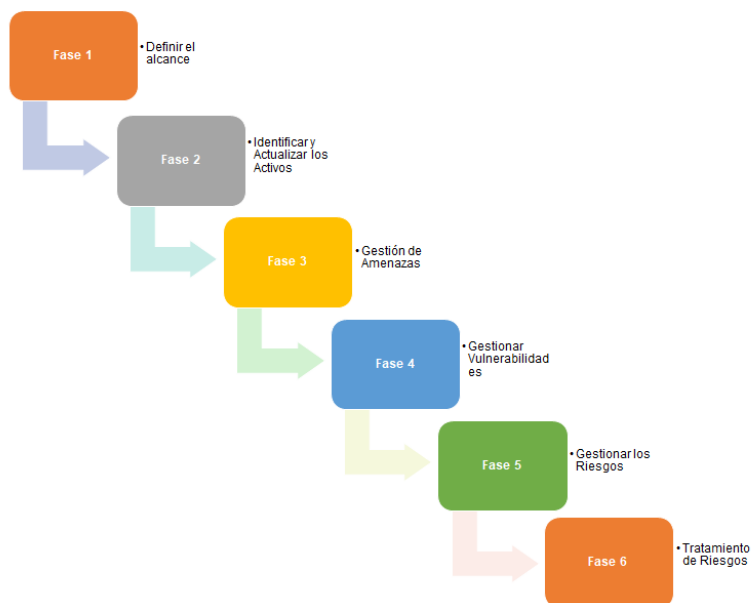 Fase 1
• Definir el
alcance
Fase 2
• Identificar y
Actualizar los
Activos
Fase 3
• Gestión de
Amenazas
Fase 4
• Gestionar
Vulnerabilidad
es
Fase 5
• Gestionar los
Riesgos
Fase 6
• Tratamiento
de Riesgos